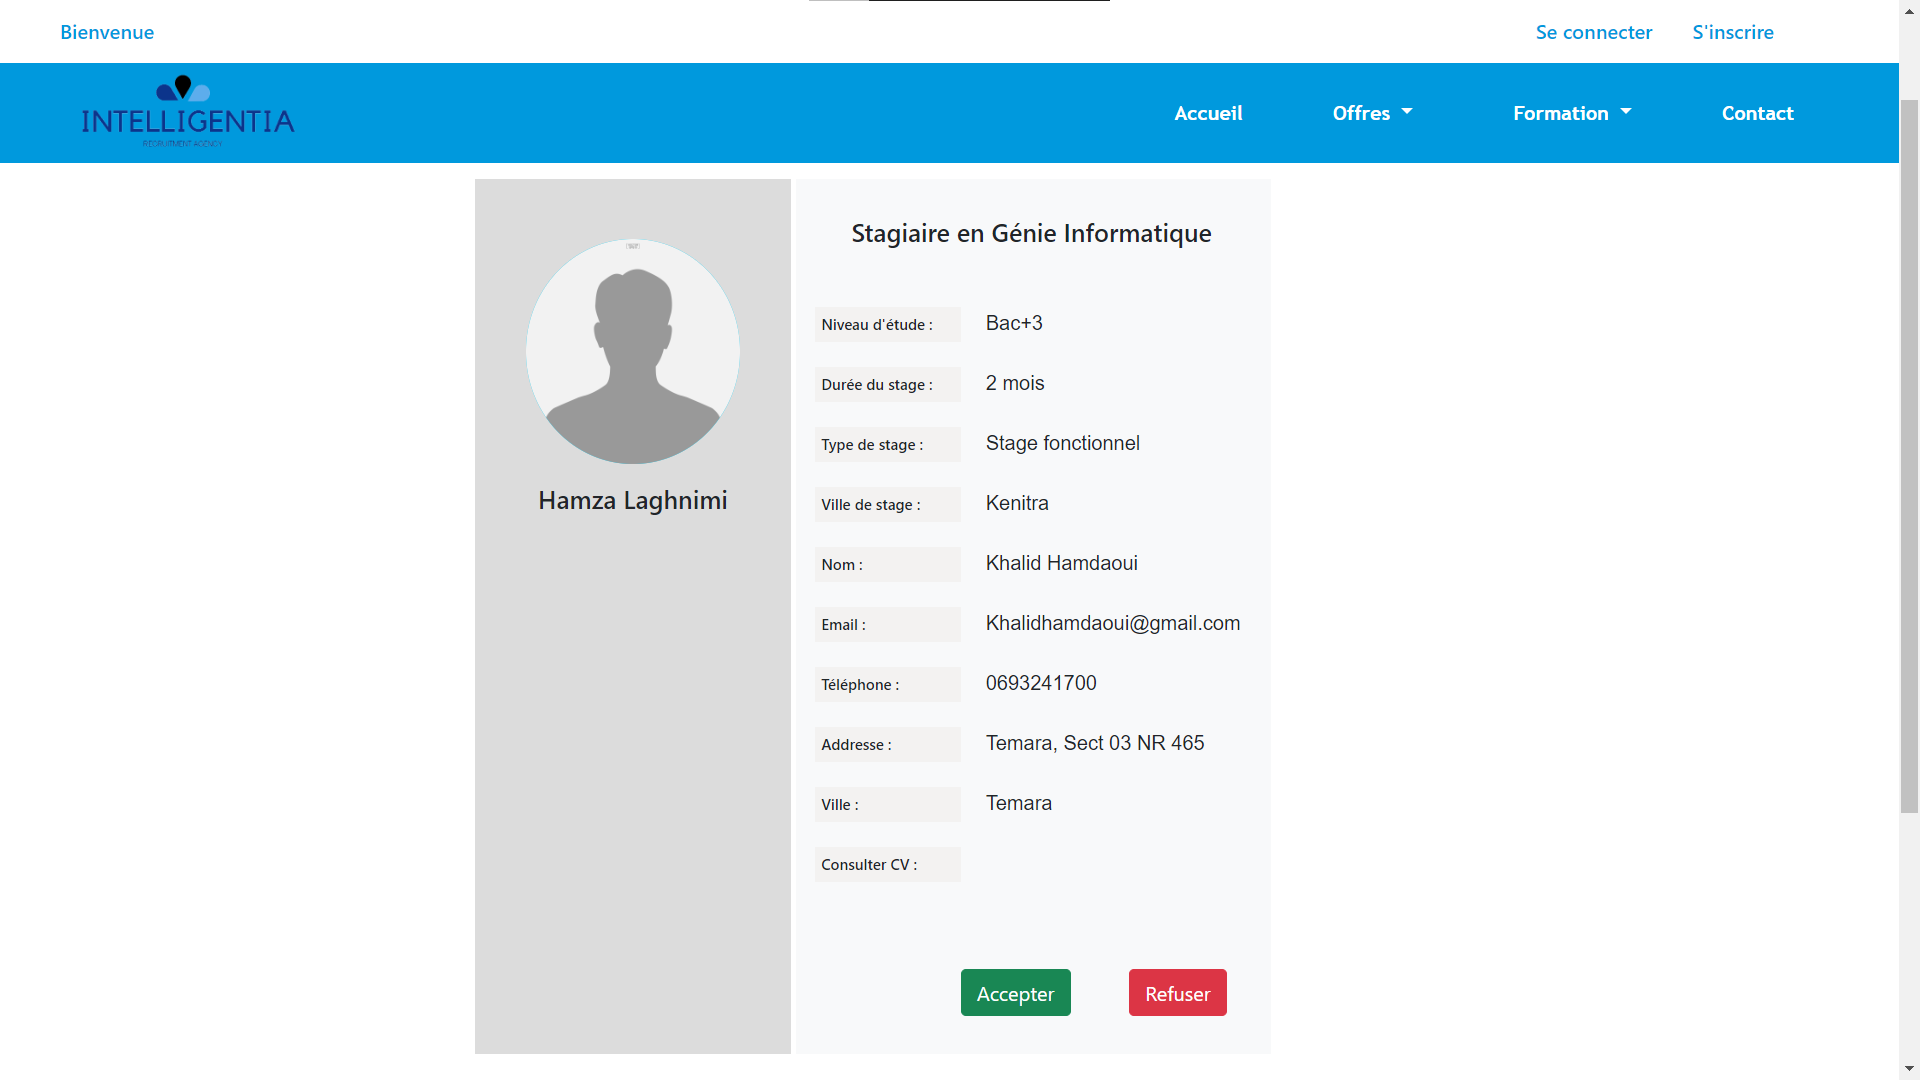 Bienvenue
Se connecter
S'inscrire
INTELLIGENTIA
RECRUITMENT AGENCY
Accueil
Offres
Formation
Contact
Hamza Laghnimi
Stagiaire en Génie Informatique
Niveau d'étude : Bac+3
Durée du stage : 2 mois
Type de stage : Stage fonctionnel
Ville de stage : Kenitra
Nom : Khalid Hamdaoui
Email : Khalidhamdaoui@gmail.com
Téléphone : 0693241700
Addresse : Temara, Sect 03 NR 465
Ville : Temara
Consulter CV :
Accepter
Refuser